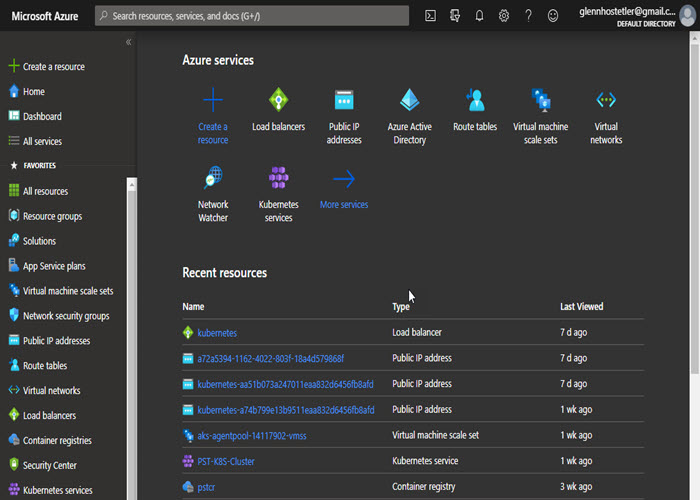 Microsoft Azure
Search resources, services, and docs (G+/)
glennhostetler@gmail.c...
DEFAULT DIRECTORY
«
Create a resource
Home
Dashboard
All services
FAVORITES
All resources
Resource groups
Solutions
App Service plans
Virtual machine scale sets
Network security groups
Public IP addresses
Route tables
Virtual networks
Load balancers
Container registries
Security Center
Kubernetes services
Azure services
Create a
resource
Load balancers
Public IP
addresses
Azure Active
Directory
Route tables
Virtual machine
scale sets
Virtual
networks
Network
Watcher
Kubernetes
services
More services
Recent resources
Name Type Last Viewed
kubernetes Load balancer 7 d ago
a72a5394-1162-4022-803f-18a4d579868f Public IP address 7 d ago
kubernetes-aa51b073a247011eaa832d6456fb8afd Public IP address 7 d ago
kubernetes-a74b799e13b9511eaa832d6456fb8afd Public IP address 1 wk ago
aks-agentpool-14117902-vmss Virtual machine scale set 1 wk ago
PST-K8S-Cluster Kubernetes service 1 wk ago
pstcr Container registry 3 wk ago